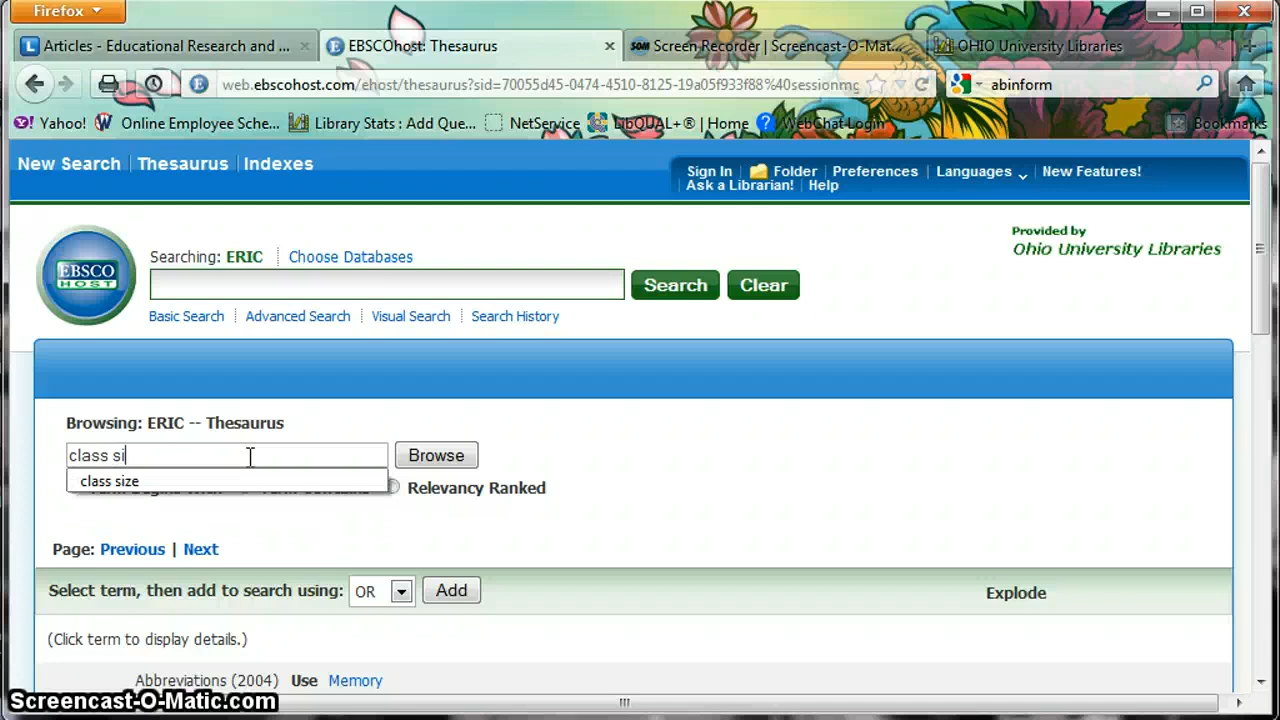 Firefox
Articles - Educational Research and ...
EBSCOhost: Thesaurus
Screen Recorder | Screencast-O-Mat...
OHIO University Libraries
web.ebscohost.com/ehost/thesaurus?sid=70055d45-0474-4510-8125-19a05f933f88%40sessionmg
abinform
Yahoo!
Online Employee Sche...
Library Stats : Add Que...
NetService
LibQUAL+® | Home
WebChat Login
Bookmarks
New Search
Thesaurus
Indexes
Sign In
Folder
Preferences
Languages
New Features!
Ask a Librarian!
Help
EBSCO
HOST
Searching: ERIC
Choose Databases
Provided by
Ohio University Libraries
Search
Clear
Basic Search
Advanced Search
Visual Search
Search History
Browsing: ERIC -- Thesaurus
class si
Browse
class size
Relevancy Ranked
Page: Previous | Next
Select term, then add to search using:
OR
Add
Explode
(Click term to display details.)
Abbreviations (2004) Use Memory
Screencast-O-Matic.com